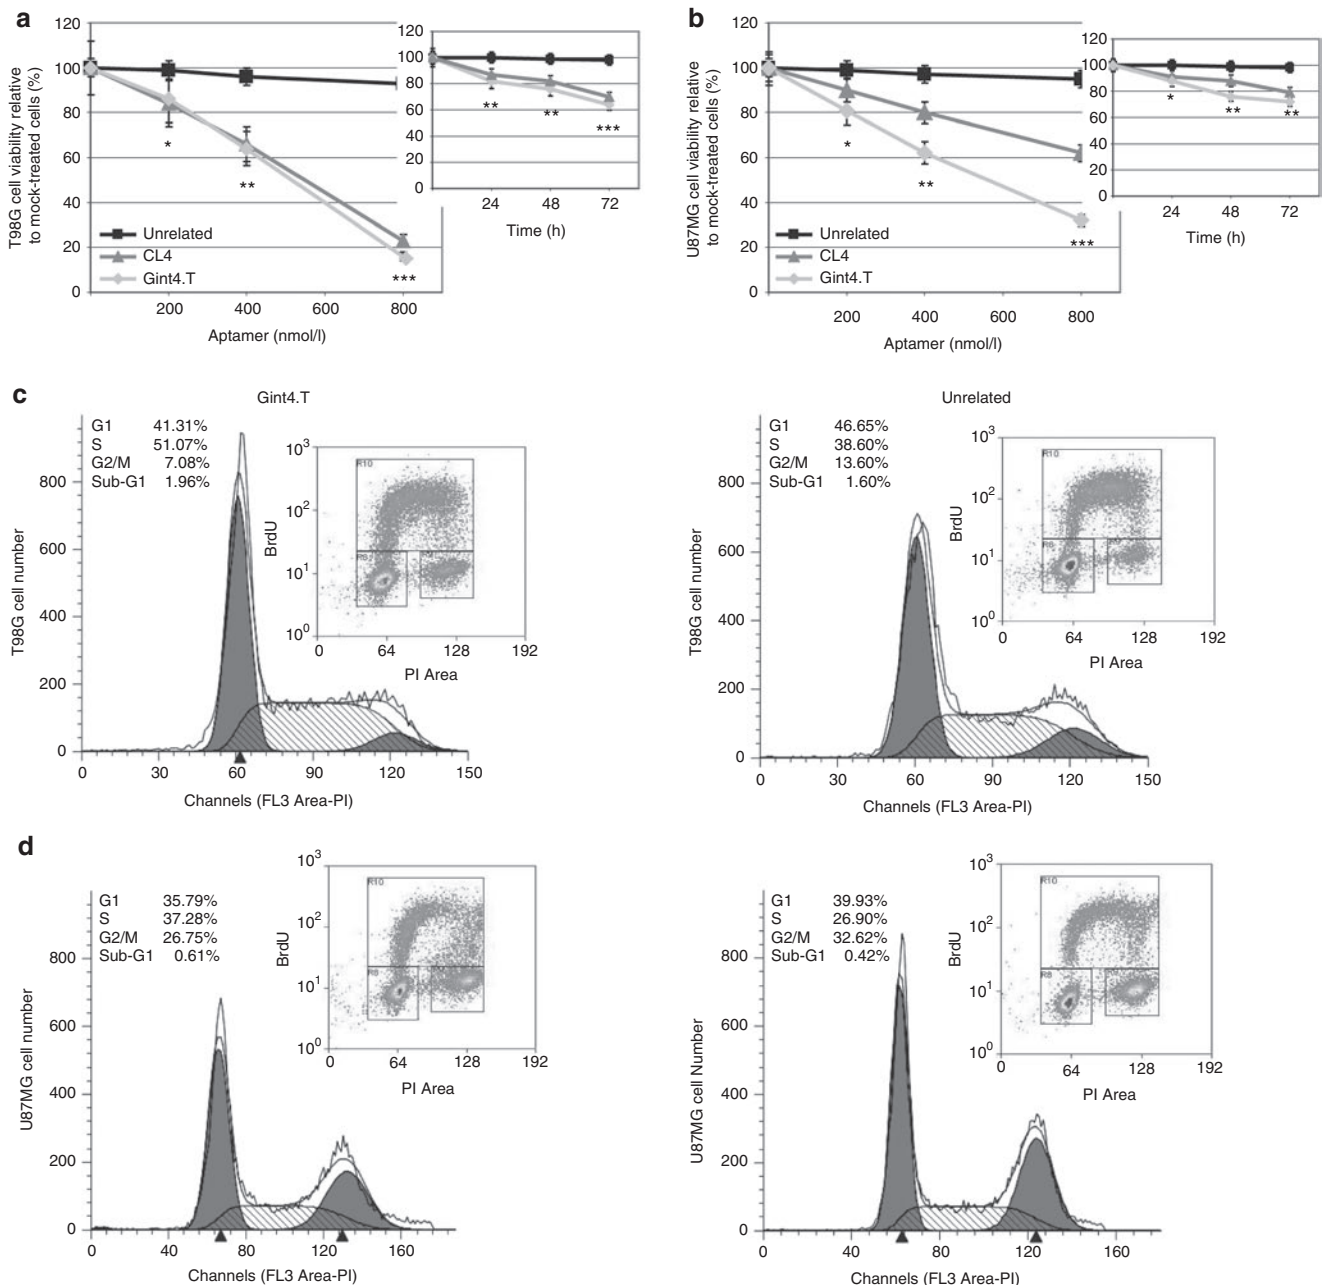 a
T98G cell viability relative
to mock-treated cells (%)
120
100
80
60
40
20
0
200
400
600
800
Aptamer (nmol/l)
Unrelated
CL4
Gint4.T
*
**
***
120
100
80
60
40
20
0
24
48
72
Time (h)
**
**
***
b
U87MG cell viability relative
to mock-treated cells (%)
120
100
80
60
40
20
0
200
400
600
800
Aptamer (nmol/l)
Unrelated
CL4
Gint4.T
*
**
***
120
100
80
60
40
20
0
24
48
72
Time (h)
*
**
**
c
Gint4.T
G1 41.31%
S 51.07%
G2/M 7.08%
Sub-G1 1.96%
T98G cell number
800
600
400
200
0
0 30 60 90 120 150
Channels (FL3 Area-PI)
BrdU
10³
10²
10¹
10⁰
0 64 128 192
PI Area
R10
Unrelated
G1 46.65%
S 38.60%
G2/M 13.60%
Sub-G1 1.60%
T98G cell number
800
600
400
200
0
0 30 60 90 120 150
Channels (FL3 Area-PI)
BrdU
10³
10²
10¹
10⁰
0 64 128 192
PI Area
R10
d
G1 35.79%
S 37.28%
G2/M 26.75%
Sub-G1 0.61%
U87MG cell number
800
600
400
200
0
0 40 80 120 160
Channels (FL3 Area-PI)
BrdU
10³
10²
10¹
10⁰
0 64 128 192
PI Area
R10
G1 39.93%
S 26.90%
G2/M 32.62%
Sub-G1 0.42%
U87MG cell Number
800
600
400
200
0
0 40 80 120 160
Channels (FL3 Area-PI)
BrdU
10³
10²
10¹
10⁰
0 64 128 192
PI Area
R10
R8